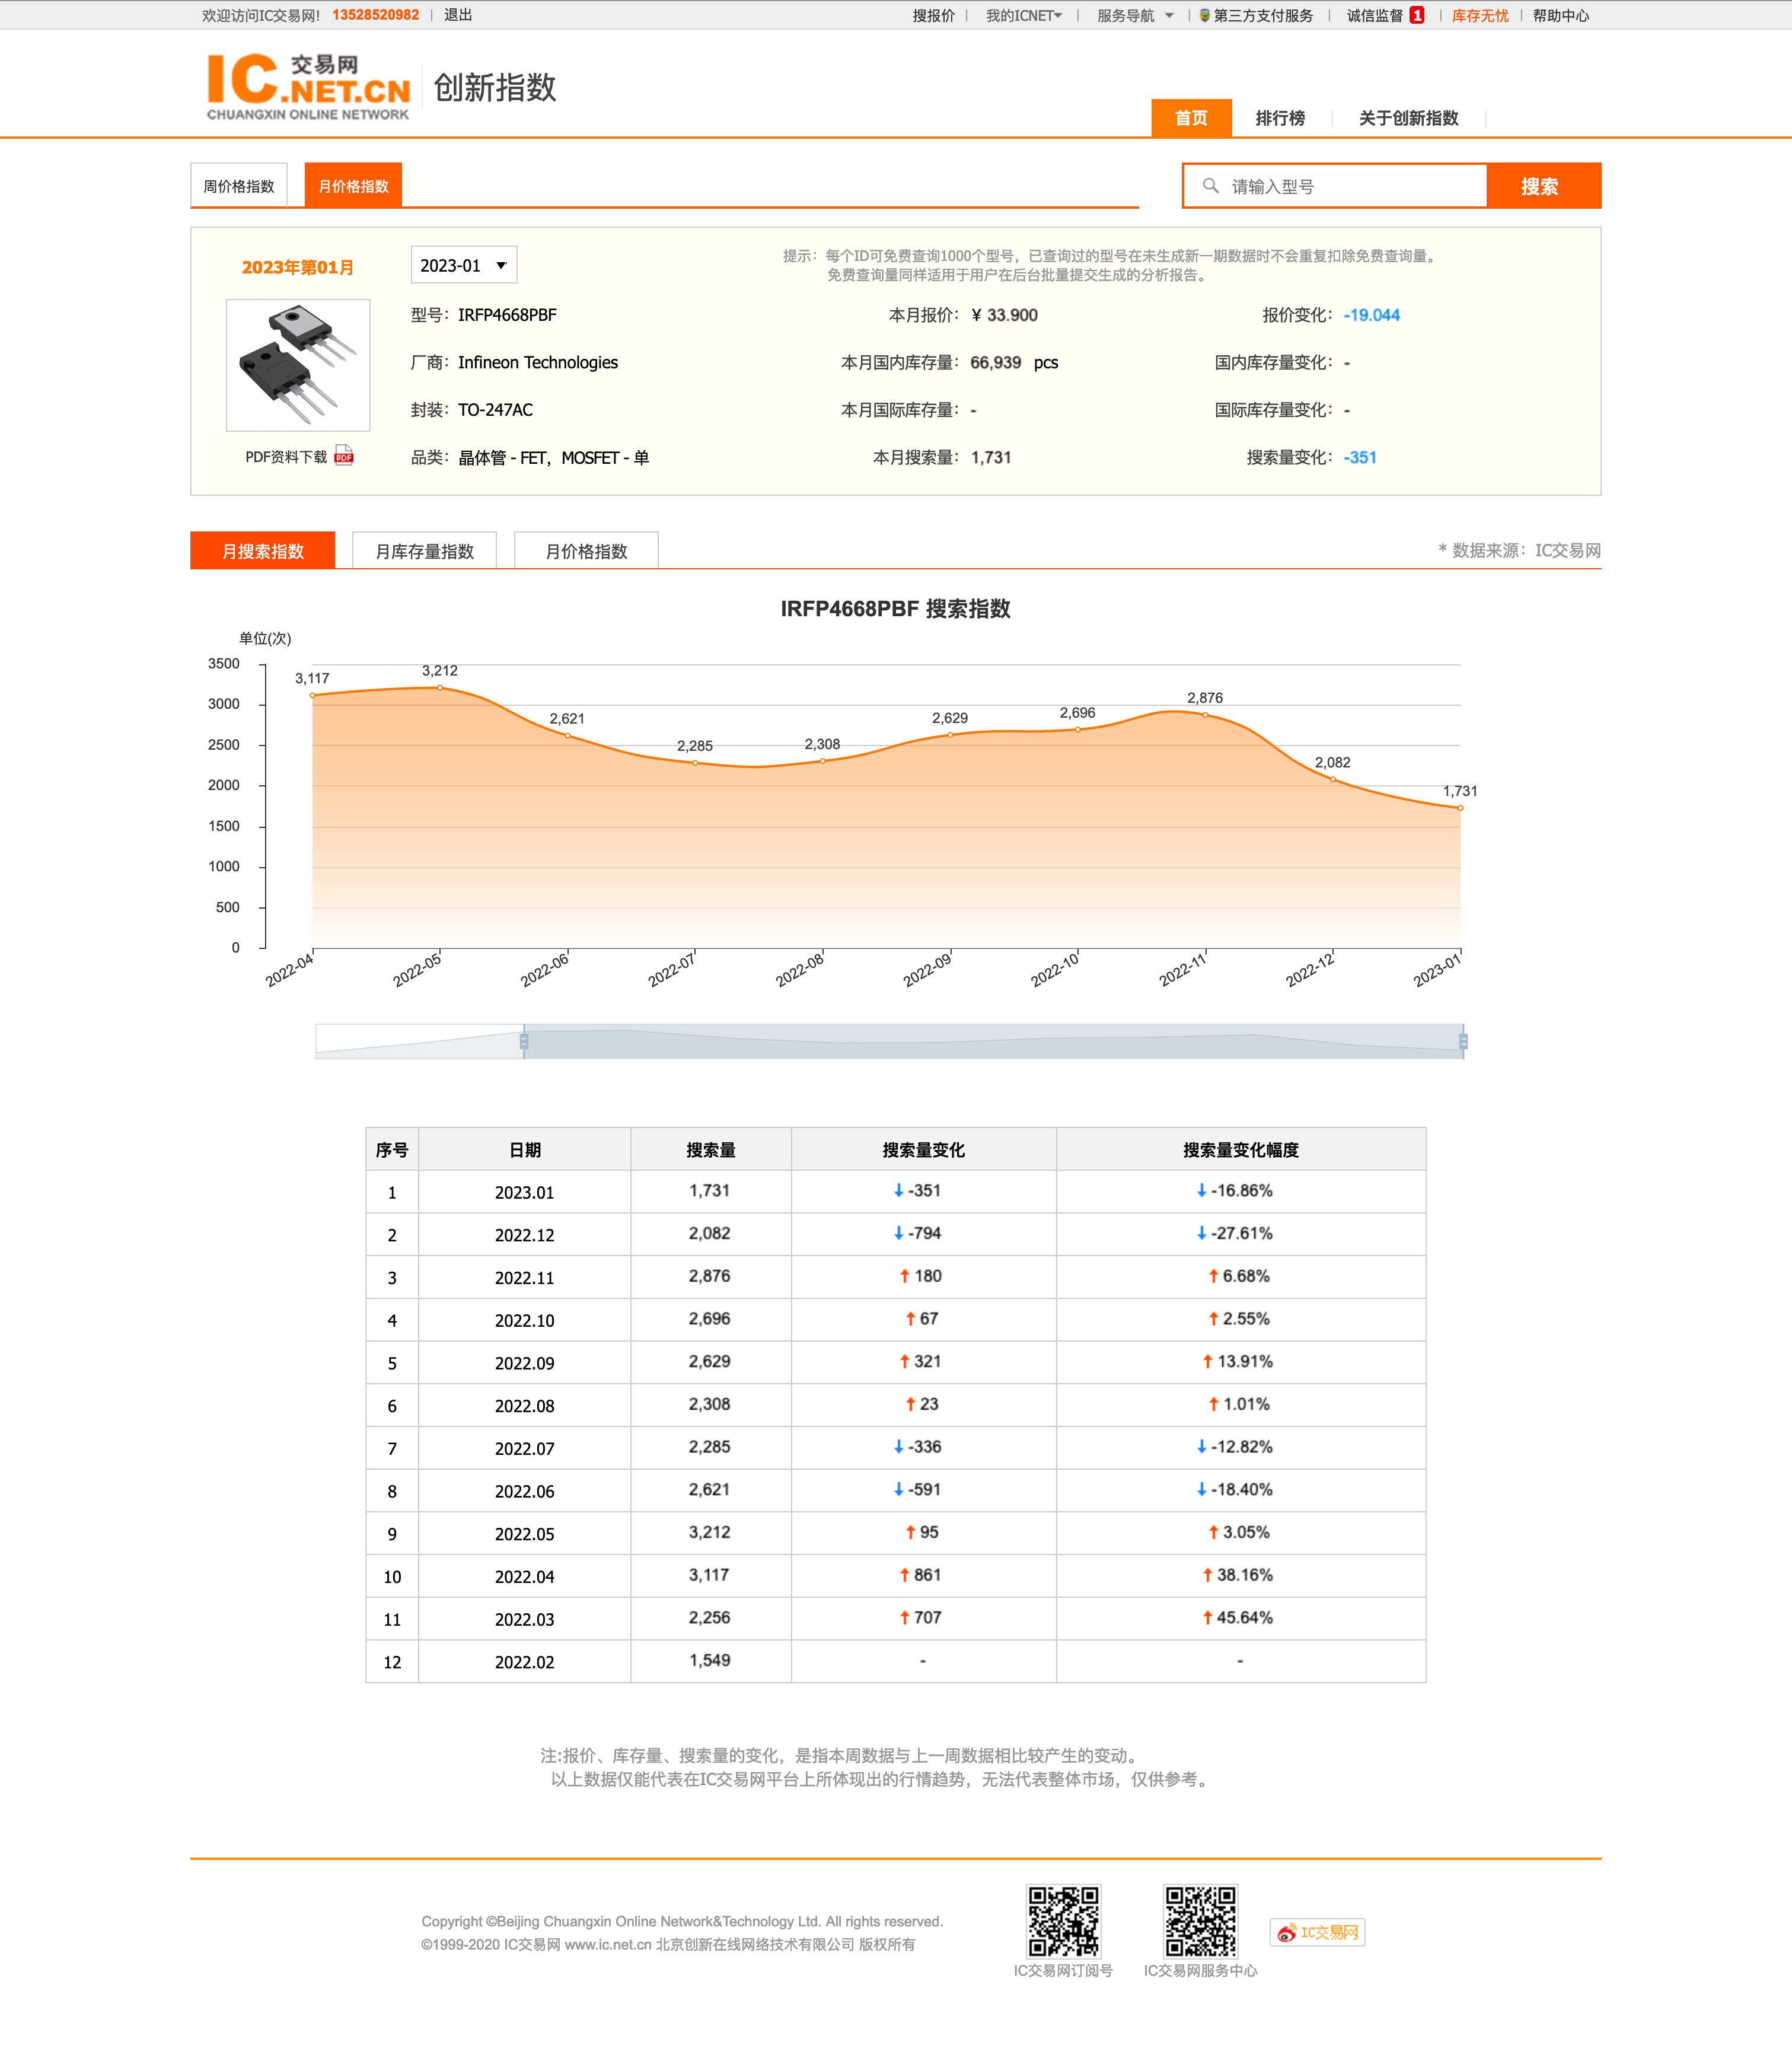 欢迎访问IC交易网! 13528520982 | 退出 搜报价 | 我的ICNET | 服务导航 | 第三方支付服务 | 诚信监督 1 | 库存无忧 | 帮助中心
IC交易网.NET.CN
CHUANGXIN ONLINE NETWORK
创新指数
首页 排行榜 关于创新指数
周价格指数 月价格指数 请输入型号 搜索
2023年第01月 2023-01
提示：每个ID可免费查询1000个型号，已查询过的型号在未生成新一期数据时不会重复扣除免费查询量。
免费查询量同样适用于用户在后台批量提交生成的分析报告。
型号：IRFP4668PBF 本月报价：¥ 33.900 报价变化：-19.044
厂商：Infineon Technologies 本月国内库存量：66,939 pcs 国内库存量变化：-
封装：TO-247AC 本月国际库存量：- 国际库存量变化：-
PDF资料下载 PDF 品类：晶体管 - FET，MOSFET - 单 本月搜索量：1,731 搜索量变化：-351
月搜索指数 月库存量指数 月价格指数 * 数据来源：IC交易网
IRFP4668PBF 搜索指数
单位(次)
3500
3000
2500
2000
1500
1000
500
0
3,117 3,212 2,621 2,285 2,308 2,629 2,696 2,876 2,082 1,731
2022-04 2022-05 2022-06 2022-07 2022-08 2022-09 2022-10 2022-11 2022-12 2023-01
序号 日期 搜索量 搜索量变化 搜索量变化幅度
1 2023.01 1,731 ↓ -351 ↓ -16.86%
2 2022.12 2,082 ↓ -794 ↓ -27.61%
3 2022.11 2,876 ↑ 180 ↑ 6.68%
4 2022.10 2,696 ↑ 67 ↑ 2.55%
5 2022.09 2,629 ↑ 321 ↑ 13.91%
6 2022.08 2,308 ↑ 23 ↑ 1.01%
7 2022.07 2,285 ↓ -336 ↓ -12.82%
8 2022.06 2,621 ↓ -591 ↓ -18.40%
9 2022.05 3,212 ↑ 95 ↑ 3.05%
10 2022.04 3,117 ↑ 861 ↑ 38.16%
11 2022.03 2,256 ↑ 707 ↑ 45.64%
12 2022.02 1,549 - -
注:报价、库存量、搜索量的变化，是指本周数据与上一周数据相比较产生的变动。
以上数据仅能代表在IC交易网平台上所体现出的行情趋势，无法代表整体市场，仅供参考。
Copyright ©Beijing Chuangxin Online Network&Technology Ltd. All rights reserved.
©1999-2020 IC交易网 www.ic.net.cn 北京创新在线网络技术有限公司 版权所有
IC交易网订阅号 IC交易网服务中心 IC交易网